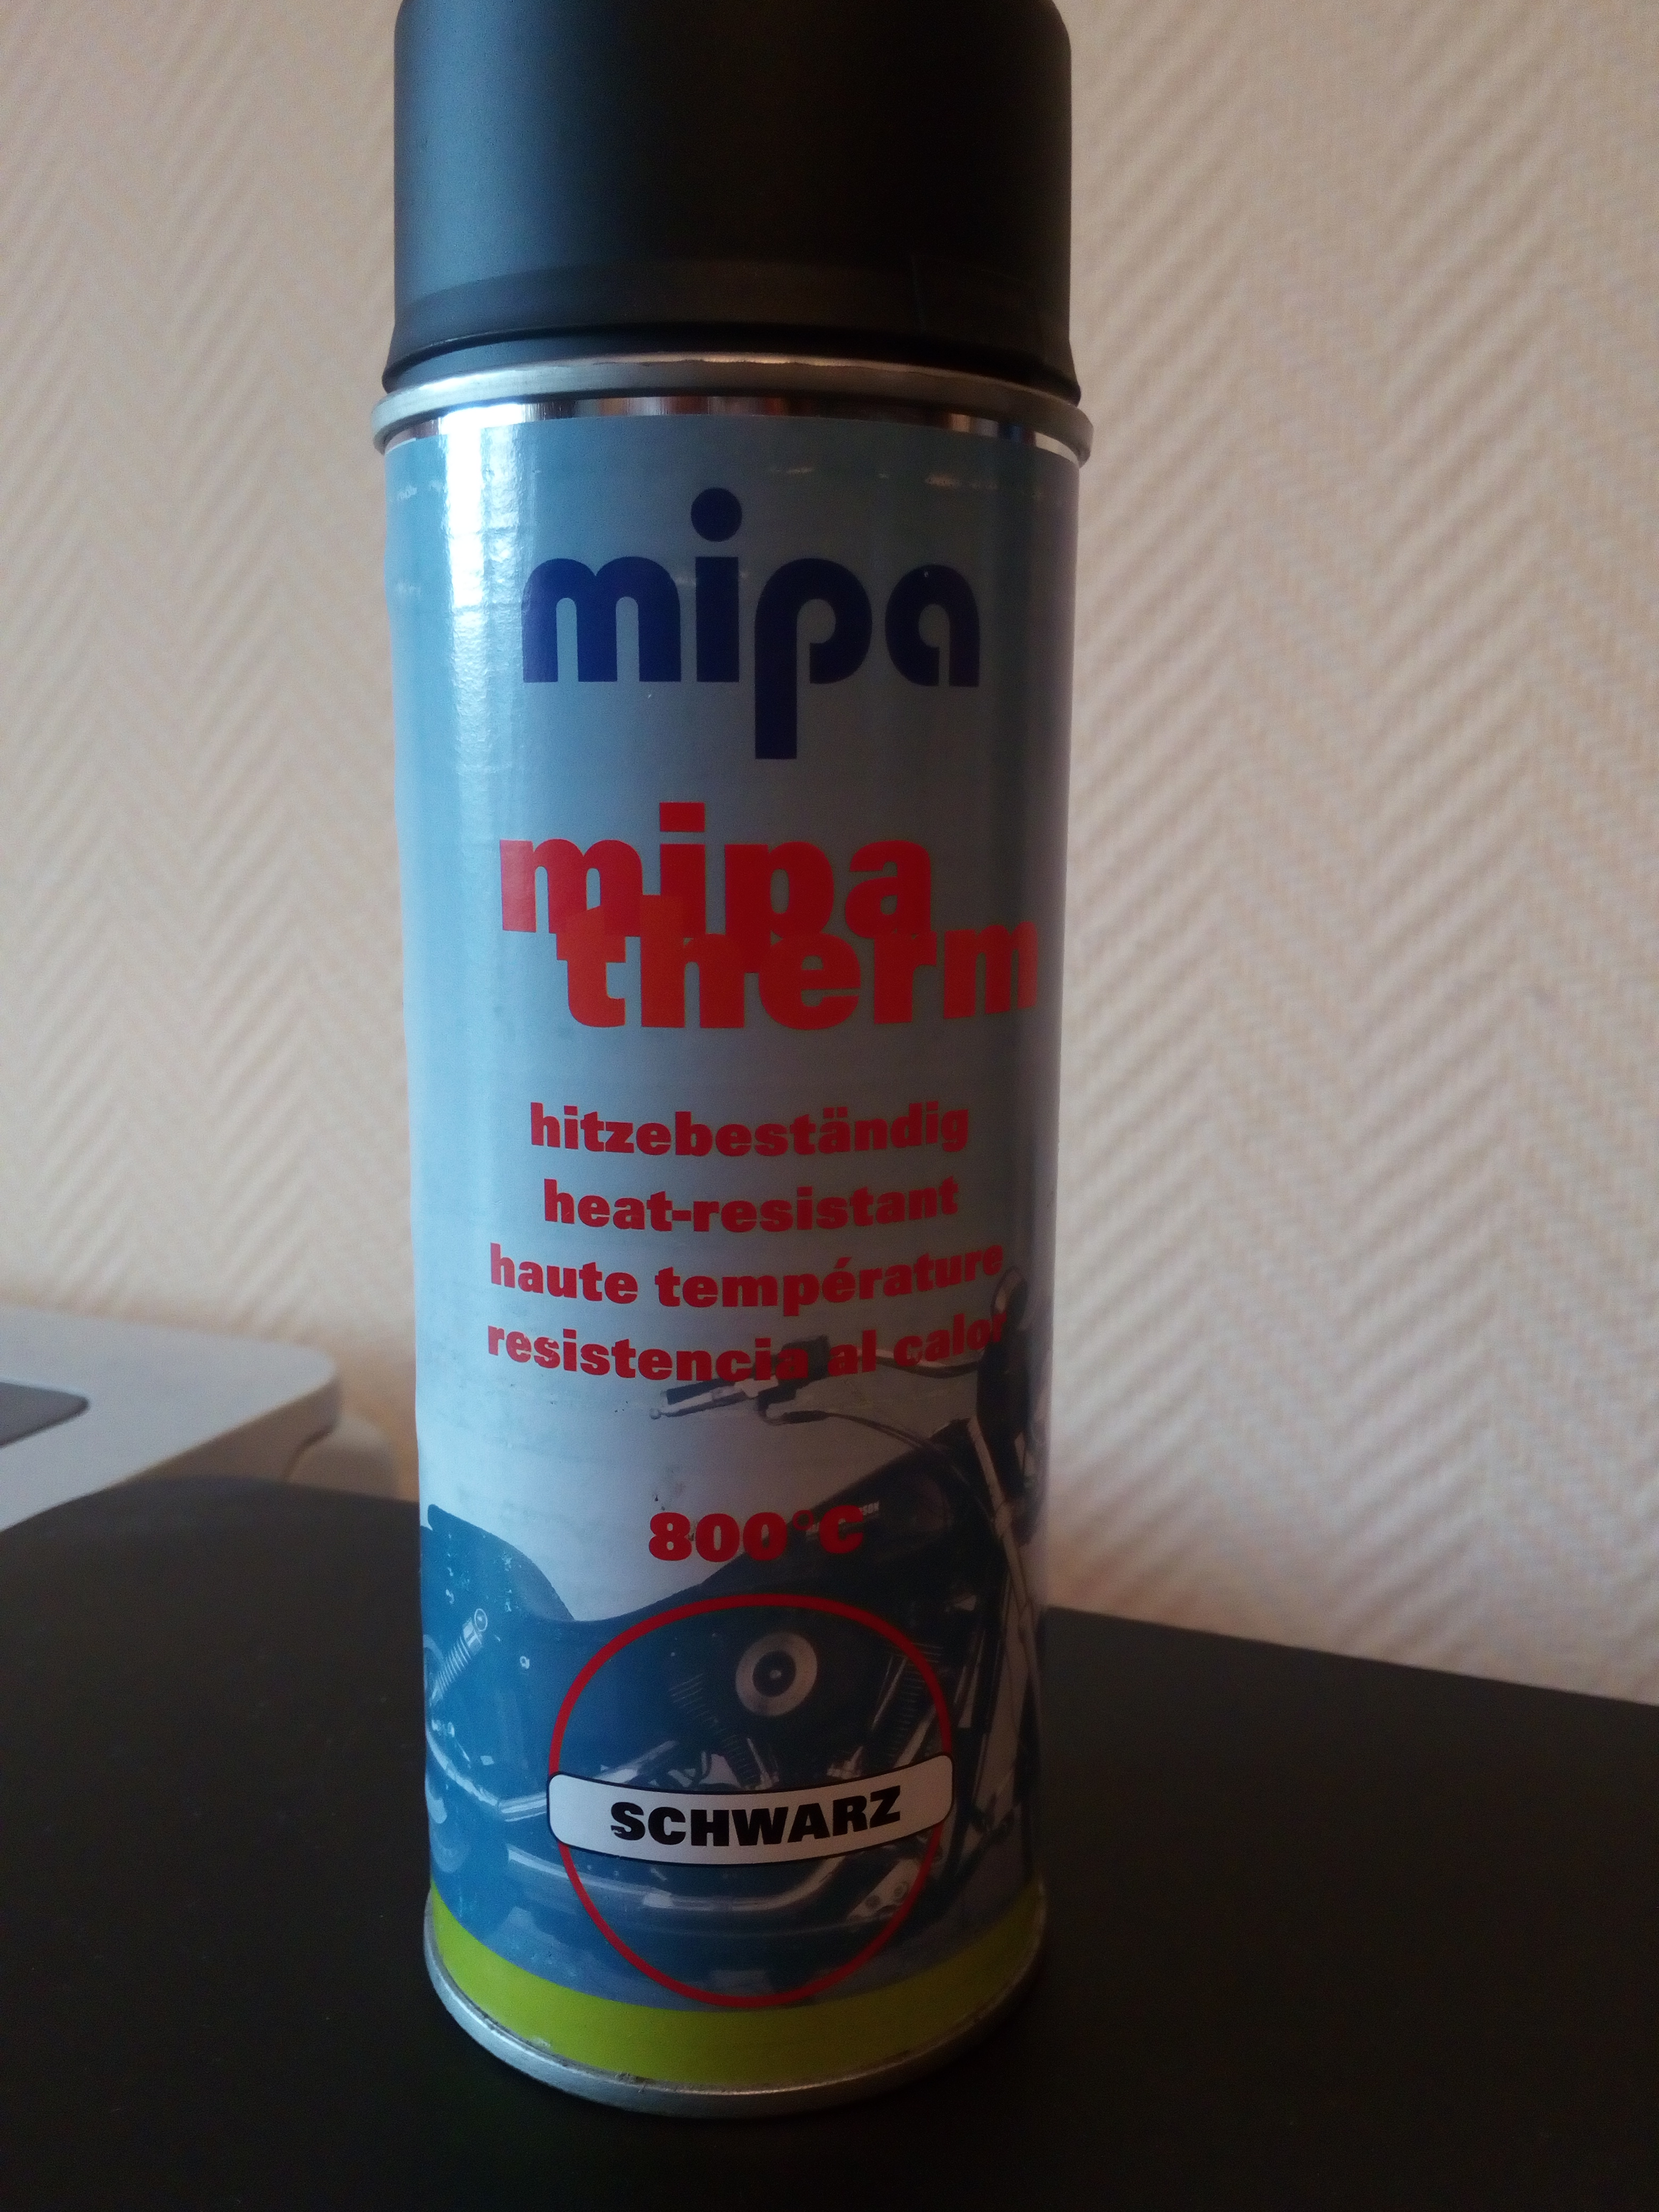 mipa
mipa
therm
hitzebeständig
heat-resistant
haute température
resistencia al calor
800°C
SCHWARZ